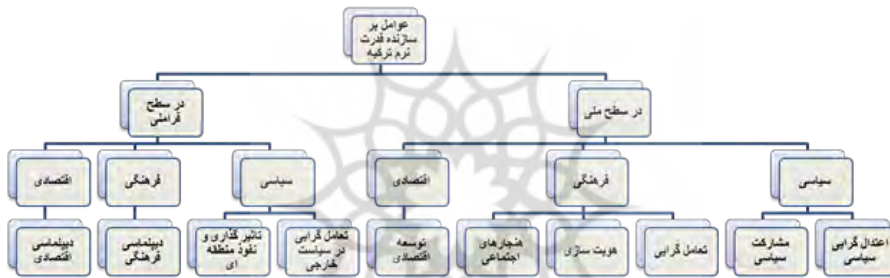 عوامل بر
سازنده قدرت
نرم ترکیه
در سطح ملی
در سطح
فراملی
سیاسی
فرهنگی
اقتصادی
سیاسی
فرهنگی
اقتصادی
اعتدال گرایی
سیاسی
مشارکت
سیاسی
تعامل گرایی
هویت سازی
هنجارهای
اجتماعی
توسعه
اقتصادی
تعامل گرایی
در سیاست
خارجی
تاثیر گذاری و
نفوذ منطقه
ای
دیپلماسی
فرهنگی
دیپلماسی
اقتصادی